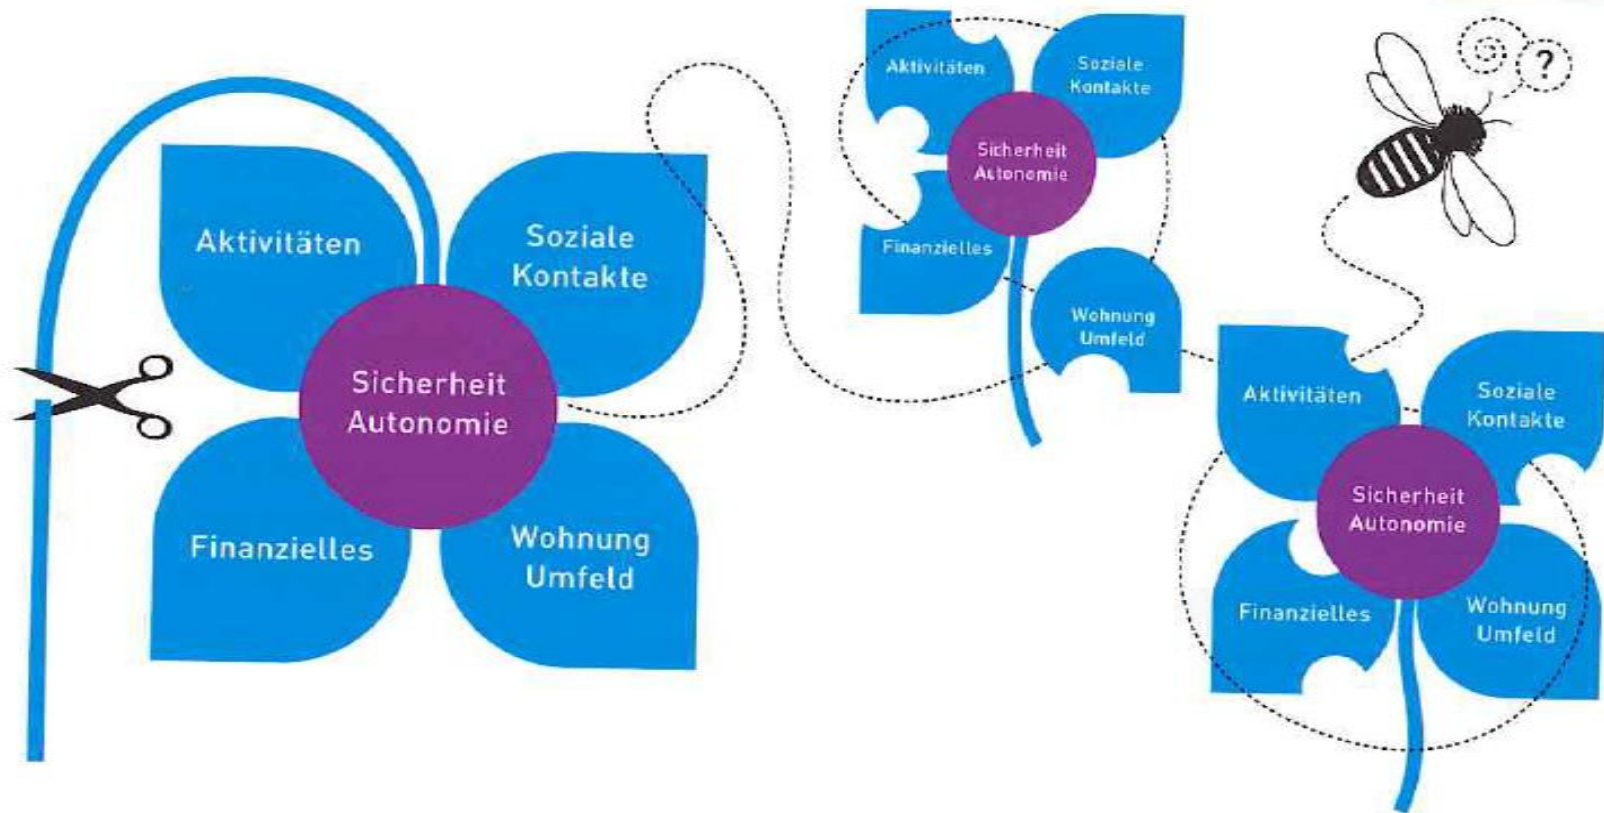 Aktivitäten
Soziale
Kontakte
Sicherheit
Autonomie
Finanzielles
Wohnung
Umfeld
Aktivitäten
Soziale
Kontakte
Sicherheit
Autonomie
Finanzielles
Wohnung
Umfeld
?
Aktivitäten
Soziale
Kontakte
Sicherheit
Autonomie
Finanzielles
Wohnung
Umfeld